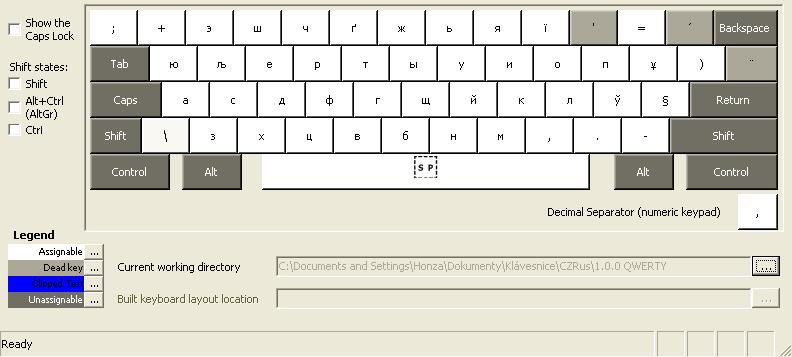 Show the
Caps Lock
Shift states:
Shift
Alt+Ctrl
(AltGr)
Ctrl
; + э ш ч ґ ж ь я ї ' = ´ Backspace
Tab ю љ е р т ы у и о п ұ ) ¨
Caps а с д ф г щ й к л ў § Return
Shift \ з х ц в б н м , . - Shift
Control Alt SP Alt Control
Decimal Separator (numeric keypad) ,
Legend
Assignable ...
Dead key ...
Clipped Text ...
Unassignable ...
Current working directory C:\Documents and Settings\Honza\Dokumenty\Klávesnice\CZRus\1.0.0 QWERTY ...
Built keyboard layout location ...
Ready